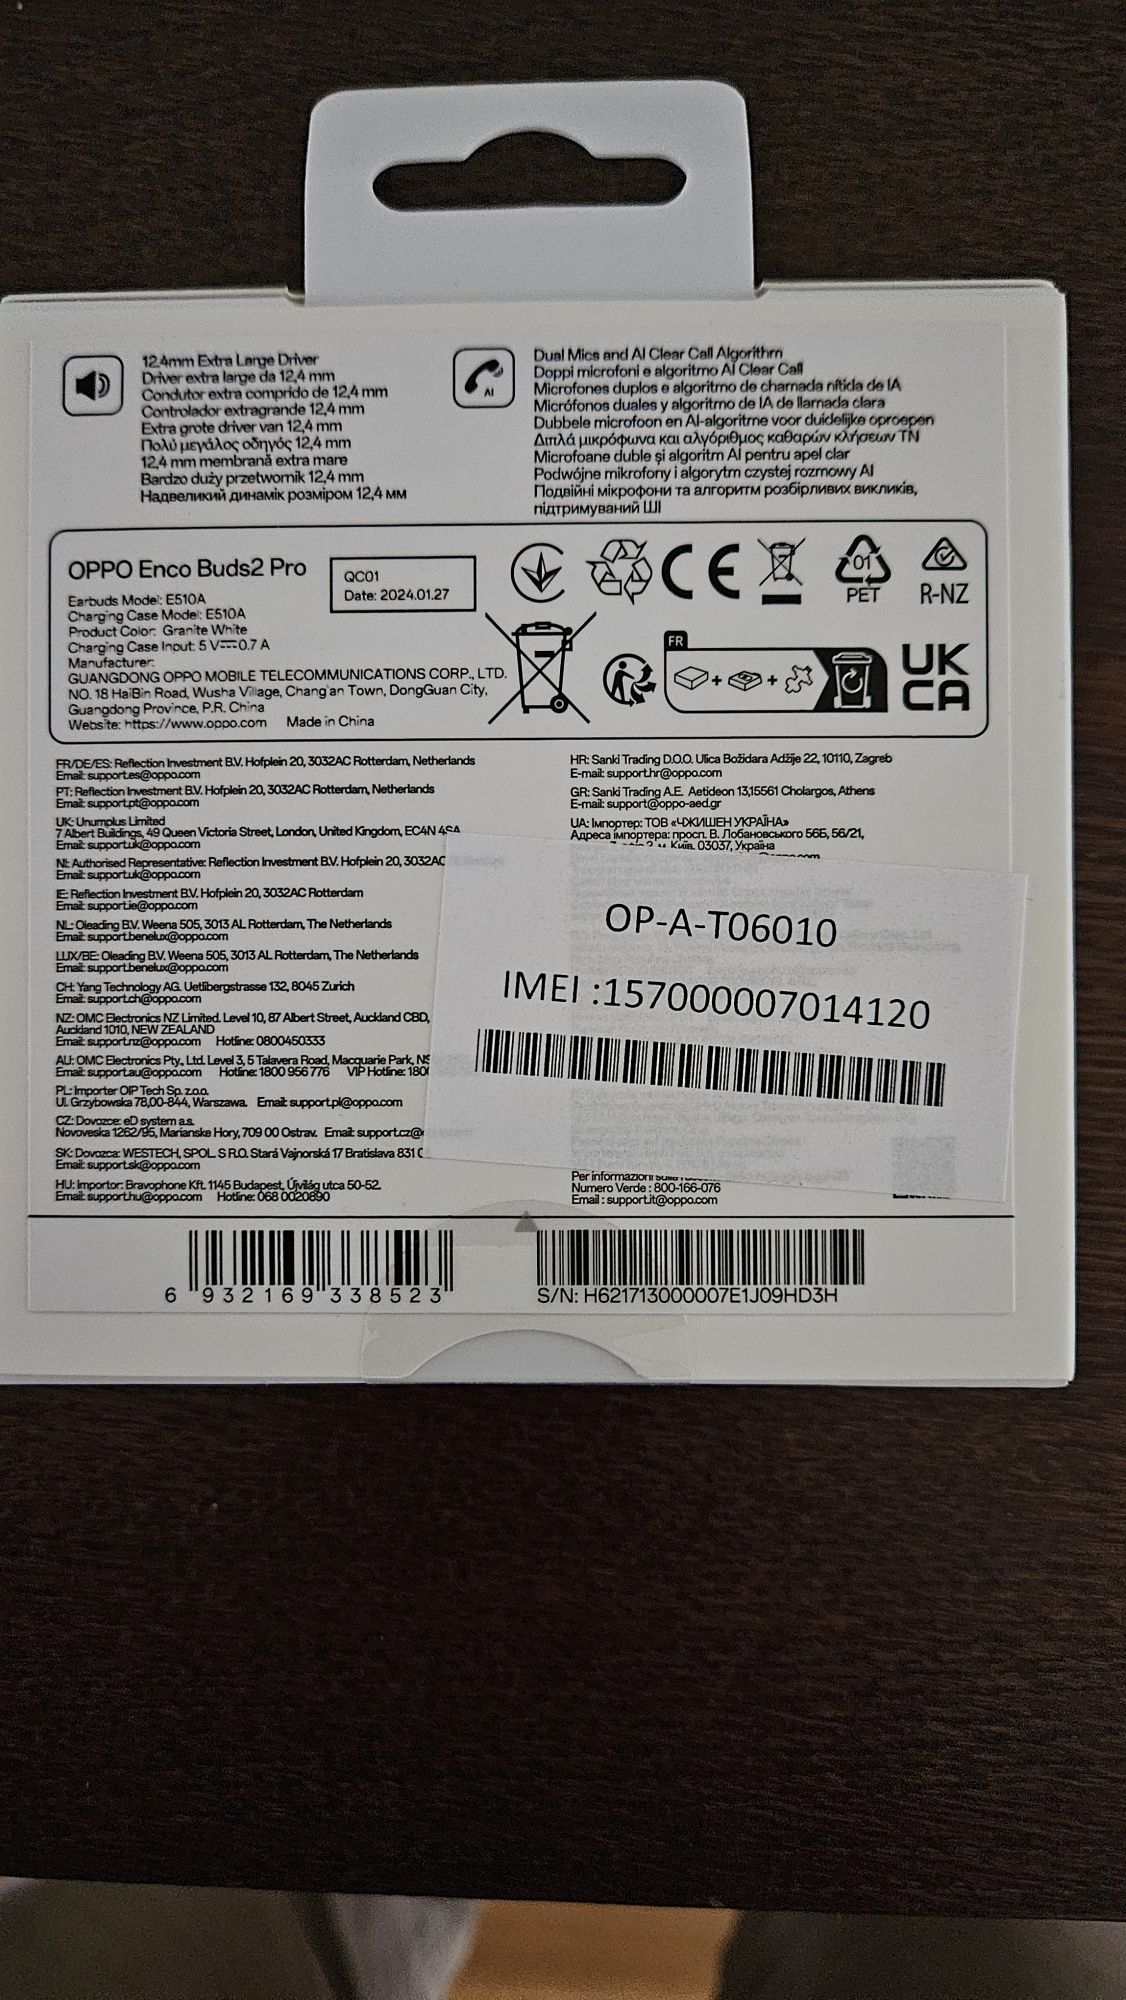 12.4mm Extra Large Driver
Driver extra large da 12,4 mm
Condutor extra comprido de 12,4 mm
Controlador extragrande 12,4 mm
Extra grote driver van 12,4 mm
Πολύ μεγάλος οδηγός 12,4 mm
12,4 mm membrană extra mare
Bardzo duży przetwornik 12,4 mm
Надвеликий динамік розміром 12,4 мм
AI
Dual Mics and AI Clear Call Algorithm
Doppi microfoni e algoritmo AI Clear Call
Microfones duplos e algoritmo de chamada nítida de IA
Micrófonos duales y algoritmo de IA de llamada clara
Dubbele microfoon en AI-algoritme voor duidelijke oproepen
Διπλά μικρόφωνα και αλγόριθμος καθαρών κλήσεων ΤΝ
Microfoane duble și algoritm AI pentru apel clar
Podwójne mikrofony i algorytm czystej rozmowy AI
Подвійні мікрофони та алгоритм розбірливих викликів,
підтримуваний ШІ
OPPO Enco Buds2 Pro
Earbuds Model: E510A
Charging Case Model: E510A
Product Color: Granite White
Charging Case Input: 5 V⎓0.7 A
Manufacturer:
GUANGDONG OPPO MOBILE TELECOMMUNICATIONS CORP., LTD.
NO. 18 HaiBin Road, Wusha Village, Chang'an Town, DongGuan City,
Guangdong Province, P.R. China
Website: https://www.oppo.com Made in China
QC01
Date: 2024.01.27
CE
01
PET
R-NZ
FR
UK
CA
FR/DE/ES: Reflection Investment B.V. Hofplein 20, 3032AC Rotterdam, Netherlands
Email: support.es@oppo.com
PT: Reflection Investment B.V. Hofplein 20, 3032AC Rotterdam, Netherlands
Email: support.pt@oppo.com
UK: Unumplus Limited
7 Albert Buildings, 49 Queen Victoria Street, London, United Kingdom, EC4N 4SA
Email: support.uk@oppo.com
NI: Authorised Representative: Reflection Investment B.V. Hofplein 20, 3032AC
Email: support.uk@oppo.com
IE: Reflection Investment B.V. Hofplein 20, 3032AC Rotterdam
Email: support.ie@oppo.com
NL: Oleading B.V. Weena 505, 3013 AL Rotterdam, The Netherlands
Email: support.benelux@oppo.com
LUX/BE: Oleading B.V. Weena 505, 3013 AL Rotterdam, The Netherlands
Email: support.benelux@oppo.com
CH: Yang Technology AG. Uetlibergstrasse 132, 8045 Zurich
Email: support.ch@oppo.com
NZ: OMC Electronics NZ Limited. Level 10, 87 Albert Street, Auckland CBD,
Auckland 1010, NEW ZEALAND
Email: support.nz@oppo.com Hotline: 0800450333
AU: OMC Electronics Pty., Ltd. Level 3, 5 Talavera Road, Macquarie Park, NS
Email: support.au@oppo.com Hotline: 1800 956 776 VIP Hotline: 180
PL: Importer OIP Tech Sp. z.o.o.
Ul. Grzybowska 78,00-844, Warszawa. Email: support.pl@oppo.com
CZ: Dovozce: eD system a.s.
Novoveska 1262/95, Marianske Hory, 709 00 Ostrav. Email: support.cz@
SK: Dovozca: WESTECH, SPOL. S R.O. Stará Vajnorská 17 Bratislava 831 0
Email: support.sk@oppo.com
HU: Importor: Bravophone Kft. 1145 Budapest, Újvilág utca 50-52.
Email: support.hu@oppo.com Hotline: 068 0020890
HR: Sanki Trading D.O.O. Ulica Božidara Adžije 22, 10110, Zagreb
E-mail: support.hr@oppo.com
GR: Sanki Trading A.E. Aetideon 13,15561 Cholargos, Athens
E-mail: support@oppo-aed.gr
UA: Імпортер: ТОВ «ЧЖИШЕН УКРАЇНА»
Адреса імпортера: просп. В. Лобановського 56Б, 56/21,
Київ, 03037, Україна
OP-A-T06010
IMEI :157000007014120
Per informazioni
Numero Verde : 800-166-076
Email : support.it@oppo.com
6 932169 338523
S/N: H621713000007E1J09HD3H